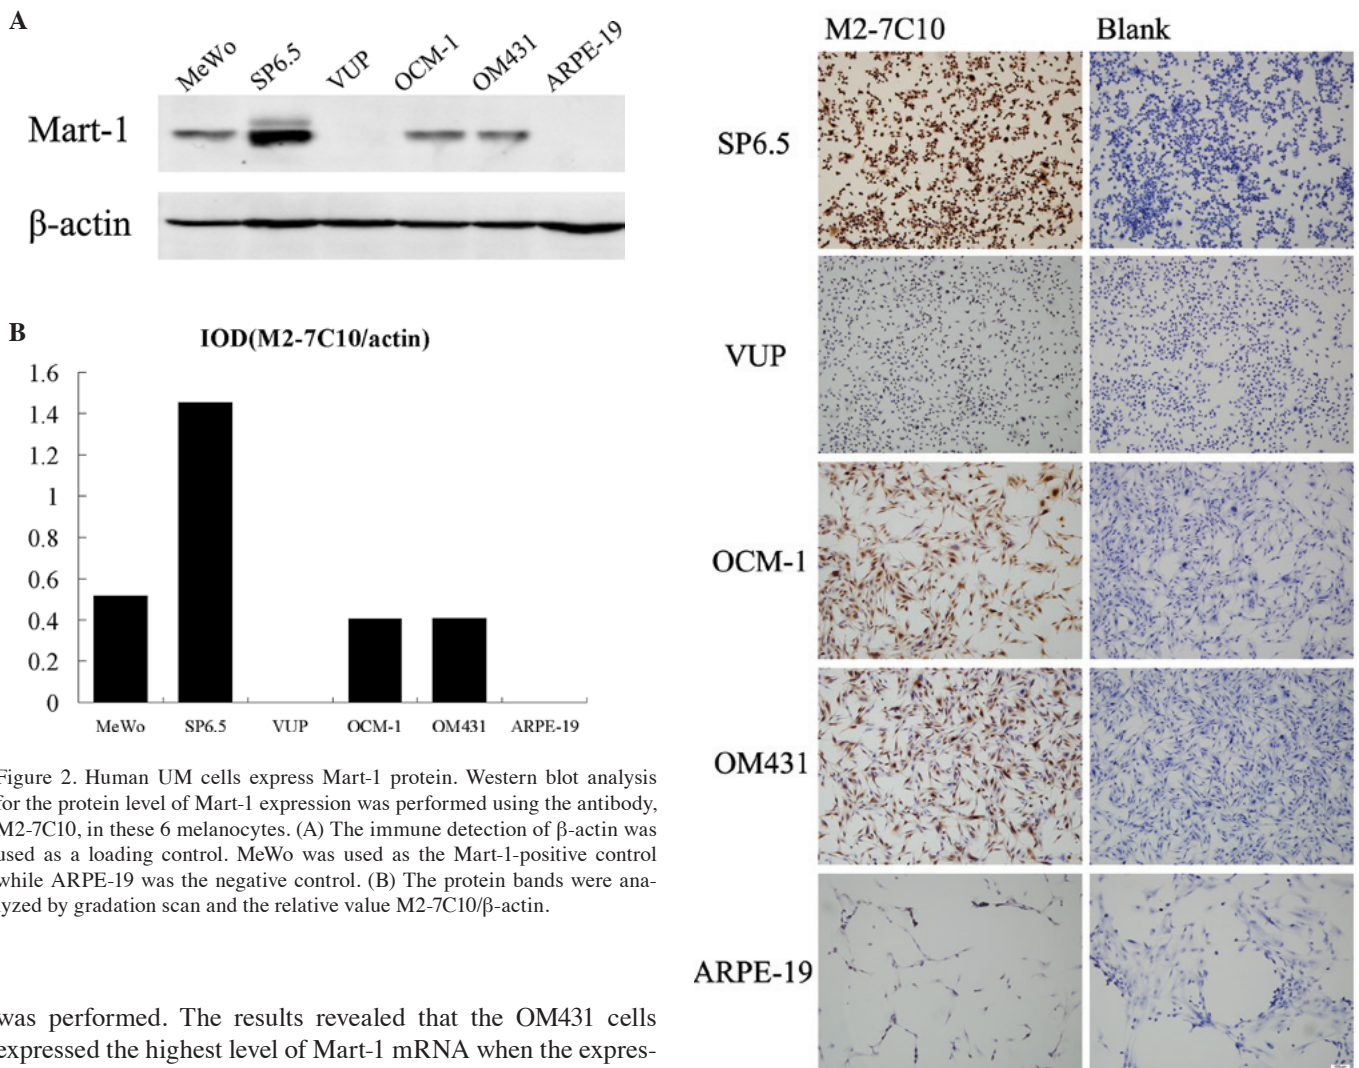 A
MeWo
SP6.5
VUP
OCM-1
OM431
ARPE-19
Mart-1
β-actin
B
IOD(M2-7C10/actin)
1.6
1.4
1.2
1
0.8
0.6
0.4
0.2
0
MeWo SP6.5 VUP OCM-1 OM431 ARPE-19
Figure 2. Human UM cells express Mart-1 protein. Western blot analysis
for the protein level of Mart-1 expression was performed using the antibody,
M2-7C10, in these 6 melanocytes. (A) The immune detection of β-actin was
used as a loading control. MeWo was used as the Mart-1-positive control
while ARPE-19 was the negative control. (B) The protein bands were ana-
lyzed by gradation scan and the relative value M2-7C10/β-actin.
was performed. The results revealed that the OM431 cells
expressed the highest level of Mart-1 mRNA when the expres-
M2-7C10 Blank
SP6.5
VUP
OCM-1
OM431
ARPE-19